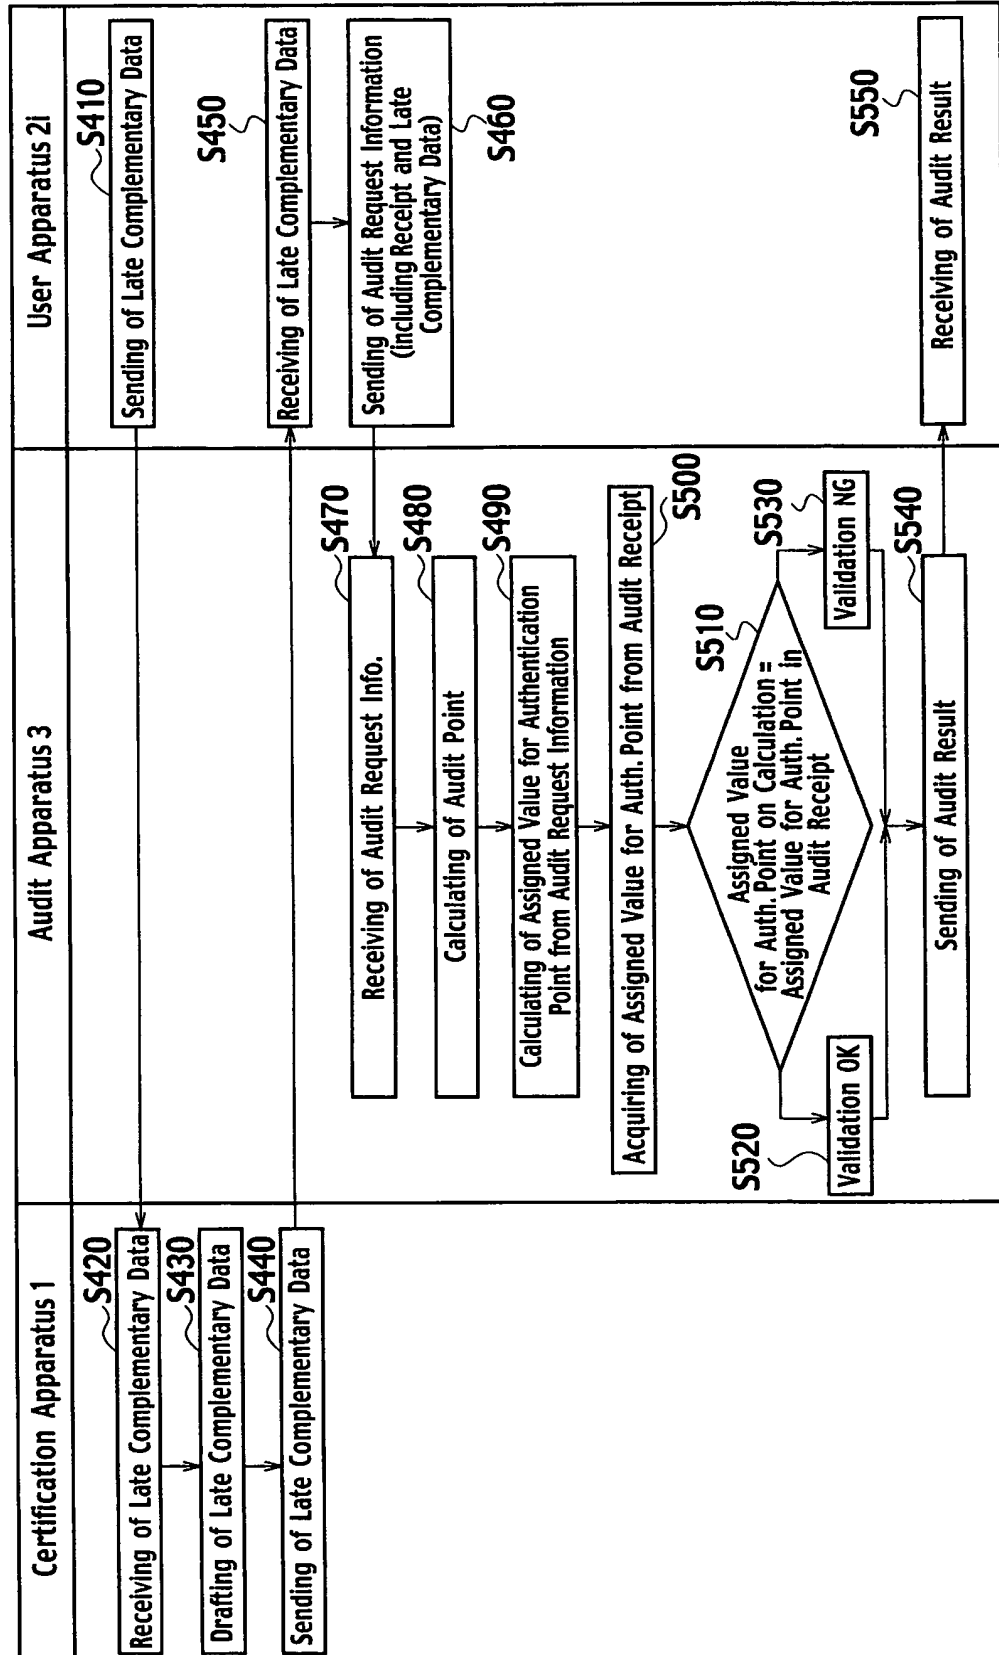 Certification Apparatus 1
Audit Apparatus 3
User Apparatus 2i
S410
Sending of Late Complementary Data
S420
Receiving of Late Complementary Data
S430
Drafting of Late Complementary Data
S440
Sending of Late Complementary Data
S450
Receiving of Late Complementary Data
Sending of Audit Request Information
(including Receipt and Late
Complementary Data)
S460
S470
Receiving of Audit Request Info.
S480
Calculating of Audit Point
S490
Calculating of Assigned Value for Authentication
Point from Audit Request Information
Acquiring of Assigned Value for Auth. Point from Audit Receipt
S500
S510
Assigned Value
for Auth. Point on Calculation =
Assigned Value for Auth. Point in
Audit Receipt
S520
Validation OK
S530
Validation NG
S540
Sending of Audit Result
S550
Receiving of Audit Result